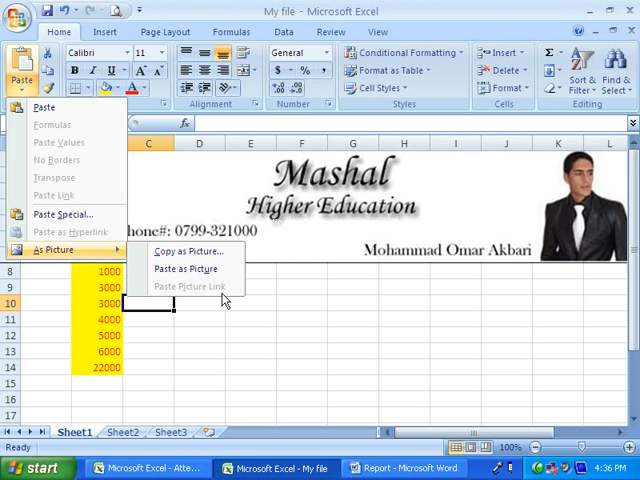 My file - Microsoft Excel
Home Insert Page Layout Formulas Data Review View
Paste
Calibri 11
B I U
General
$ % ,
Conditional Formatting
Format as Table
Cell Styles
Insert
Delete
Format
Σ
Sort & Filter
Find & Select
Alignment Number Styles Cells Editing
fx
Paste
Formulas
Paste Values
No Borders
Transpose
Paste Link
Paste Special...
Paste as Hyperlink
As Picture
Copy as Picture...
Paste as Picture
Paste Picture Link
C D E F G H I J K L
Mashal
Higher Education
hone#: 0799-321000
Mohammad Omar Akbari
8 1000
9 3000
10 3000
11 4000
12 5000
13 6000
14 22000
15
16
17
Sheet1 Sheet2 Sheet3
Ready
100%
start
Microsoft Excel - Atte...
Microsoft Excel - My file
Report - Microsoft Word
4:36 PM